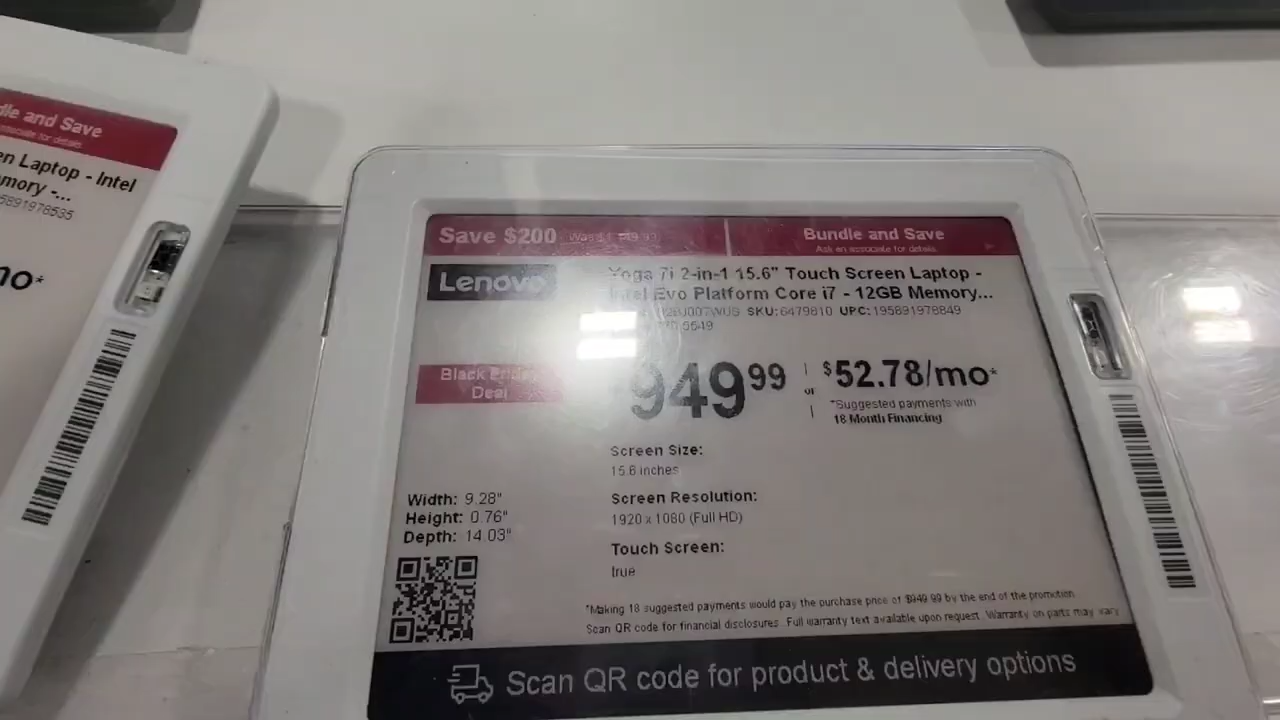 dle and Save
associate for details
en Laptop - Intel
mory -...
5891978535
mo*
Save $200
Bundle and Save
Ask an associate for details
Lenovo
Yoga 7i 2-in-1 15.6" Touch Screen Laptop -
Intel Evo Platform Core i7 - 12GB Memory...
SKU:6479810 UPC:195891978849
Black Friday
Deal
949 99
or
$52.78/mo*
*Suggested payments with
18 Month Financing
Screen Size:
15.6 inches
Screen Resolution:
1920 x 1080 (Full HD)
Touch Screen:
true
Width: 9.28"
Height: 0.76"
Depth: 14.03"
*Making 18 suggested payments would pay the purchase price of $949.99 by the end of the promotion
Scan QR code for financial disclosures. Full warranty text available upon request. Warranty on parts may vary
Scan QR code for product & delivery options